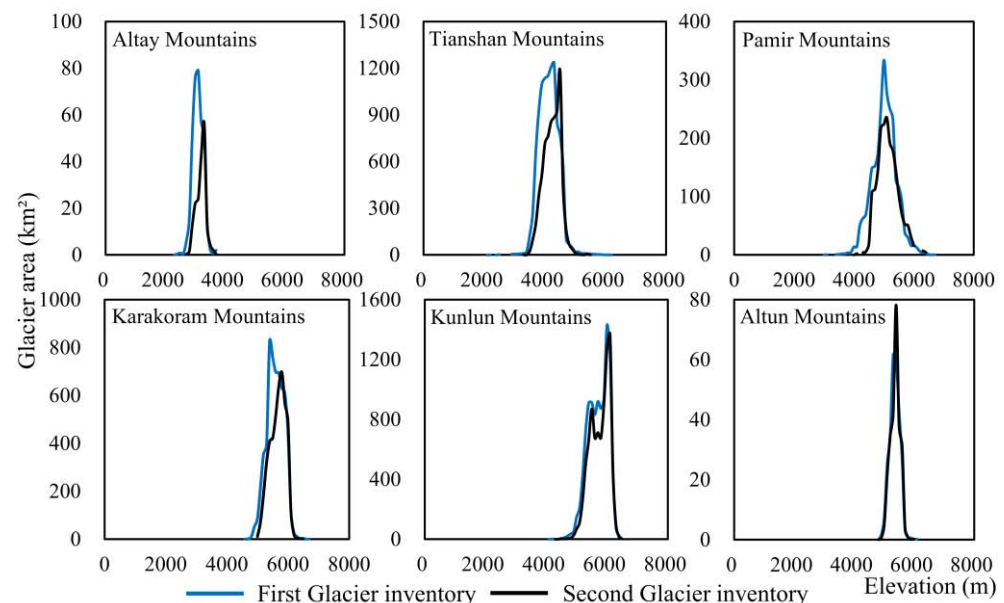 Glacier area (km²)
Altay Mountains
100
80
60
40
20
0
0 2000 4000 6000 8000
Tianshan Mountains
1500
1200
900
600
300
0
0 2000 4000 6000 8000
Pamir Mountains
400
300
200
100
0
0 2000 4000 6000 8000
Karakoram Mountains
1000
800
600
400
200
0
0 2000 4000 6000 8000
Kunlun Mountains
1600
1200
800
400
0
0 2000 4000 6000 8000
Altun Mountains
80
60
40
20
0
0 2000 4000 6000 8000
First Glacier inventory
Second Glacier inventory
Elevation (m)